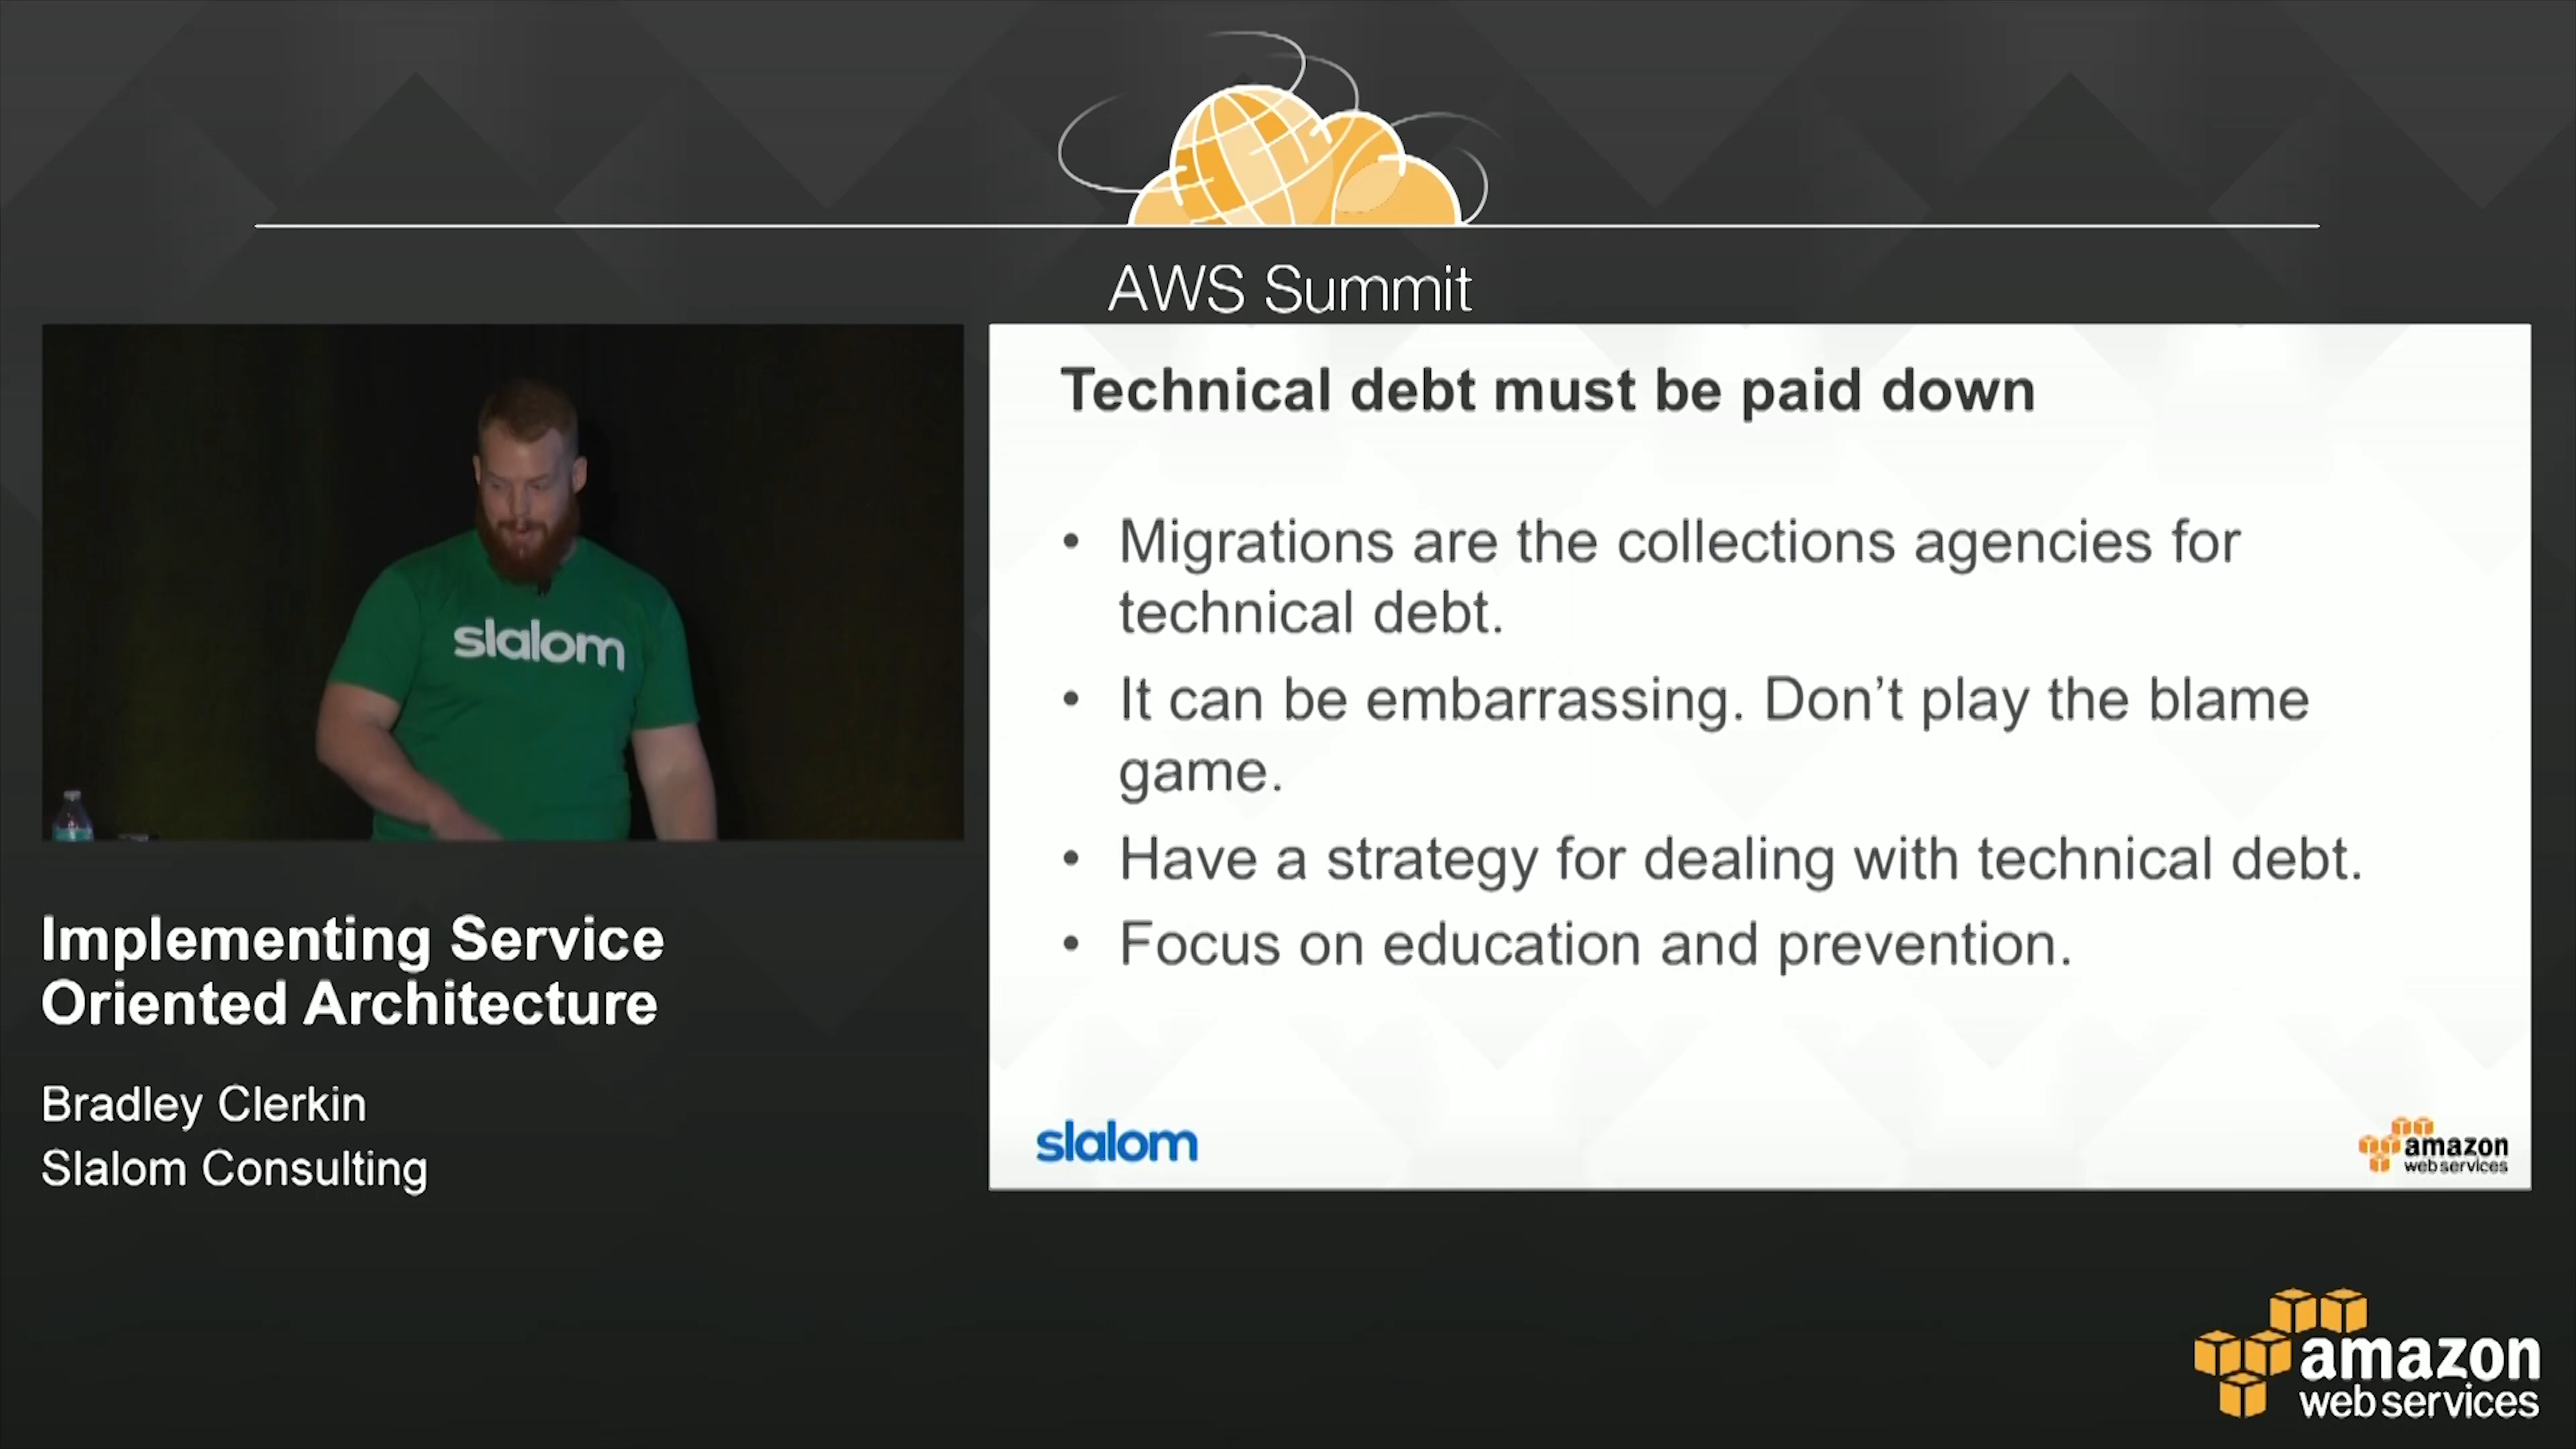 AWS Summit
slalom
Technical debt must be paid down
• Migrations are the collections agencies for
technical debt.
• It can be embarrassing. Don’t play the blame
game.
• Have a strategy for dealing with technical debt.
• Focus on education and prevention.
slalom
amazon
web services
Implementing Service
Oriented Architecture
Bradley Clerkin
Slalom Consulting
amazon
web services